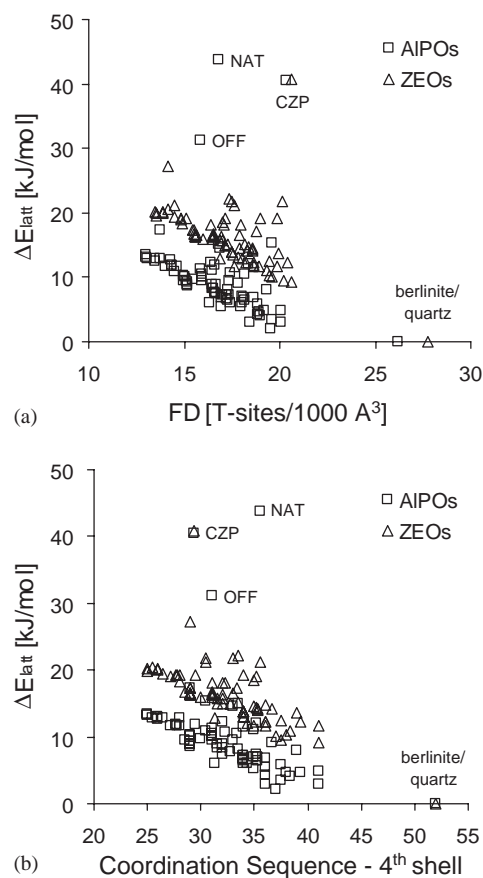 50
40
30
20
10
0
ΔElatt [kJ/mol]
NAT
CZP
OFF
AlPOs
ZEOs
berlinite/
quartz
10 15 20 25 30
(a) FD [T-sites/1000 A³]
50
40
30
20
10
0
ΔElatt [kJ/mol]
CZP
NAT
OFF
AlPOs
ZEOs
berlinite/
quartz
20 25 30 35 40 45 50 55
(b) Coordination Sequence - 4th shell